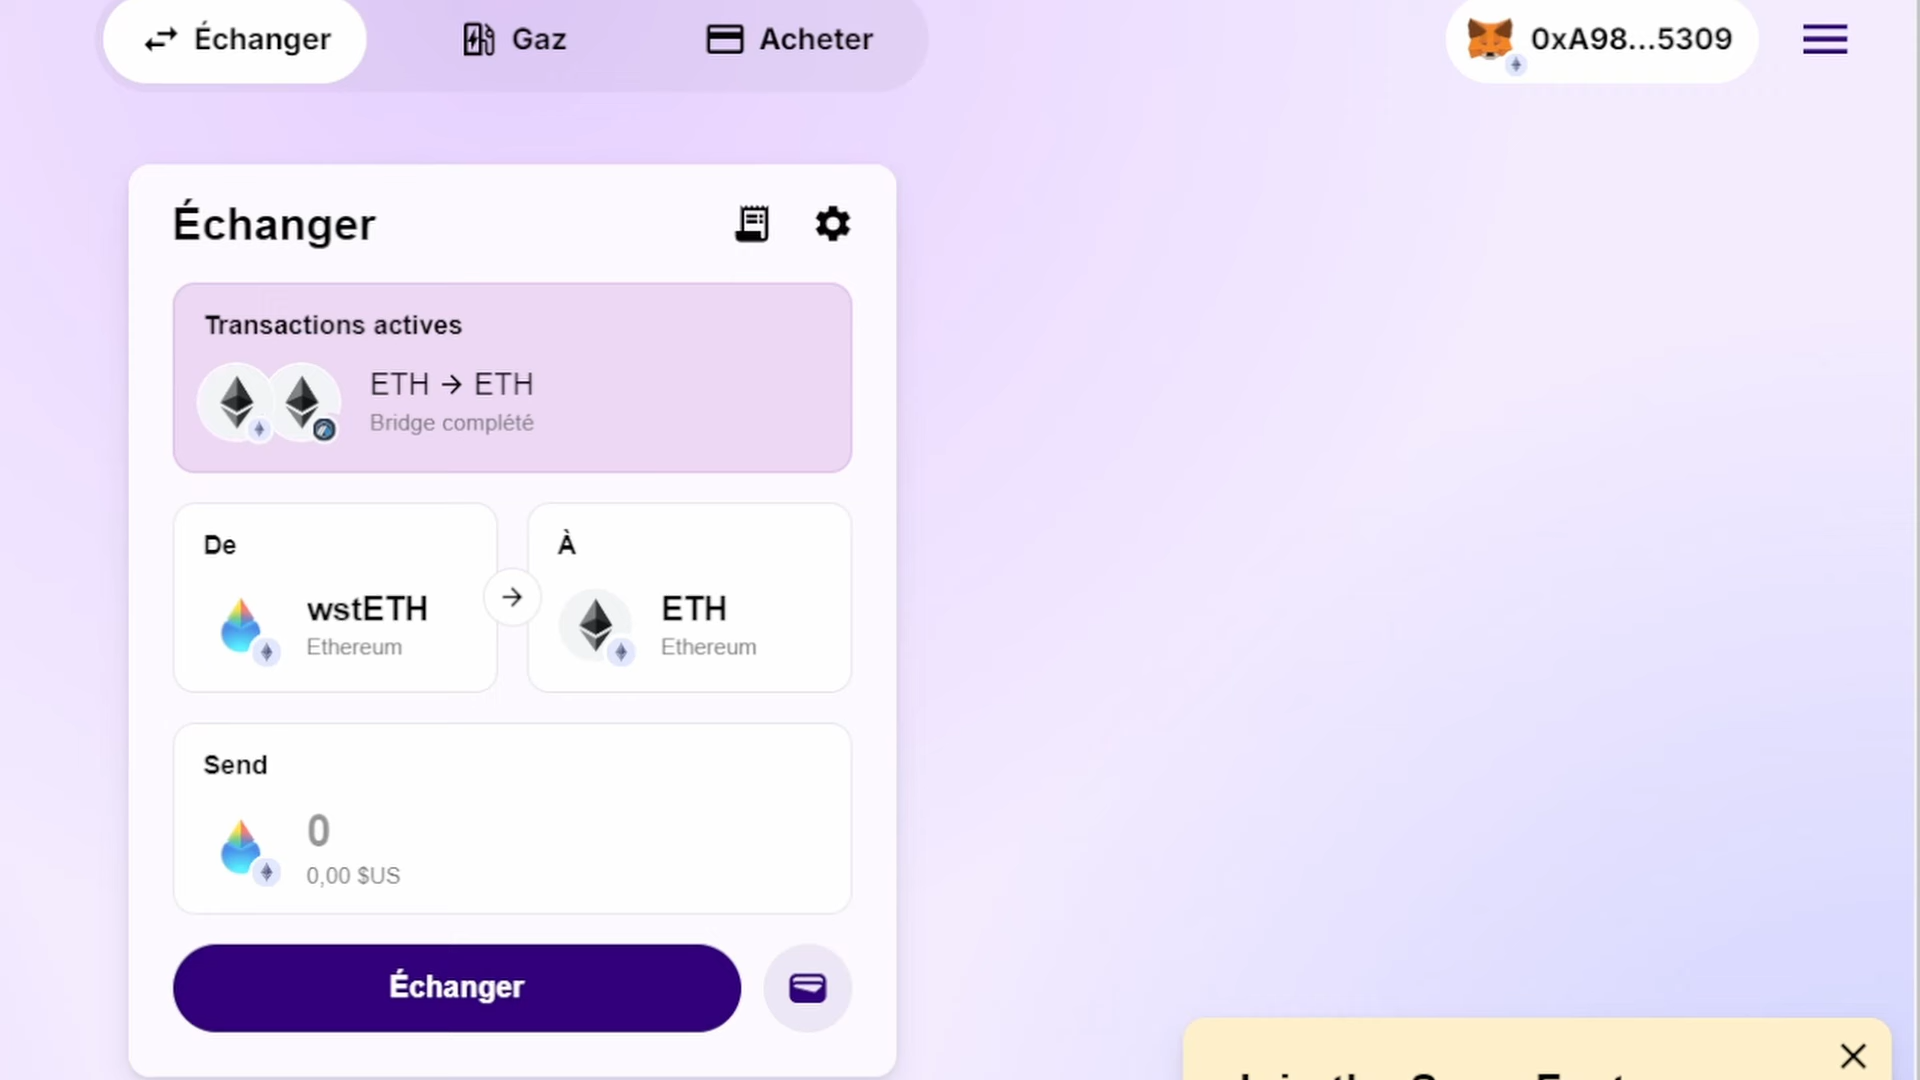 Échanger
Gaz
Acheter
0xA98...5309
Échanger
Transactions actives
ETH → ETH
Bridge complété
De
wstETH
Ethereum
À
ETH
Ethereum
Send
0
0,00 $US
Échanger